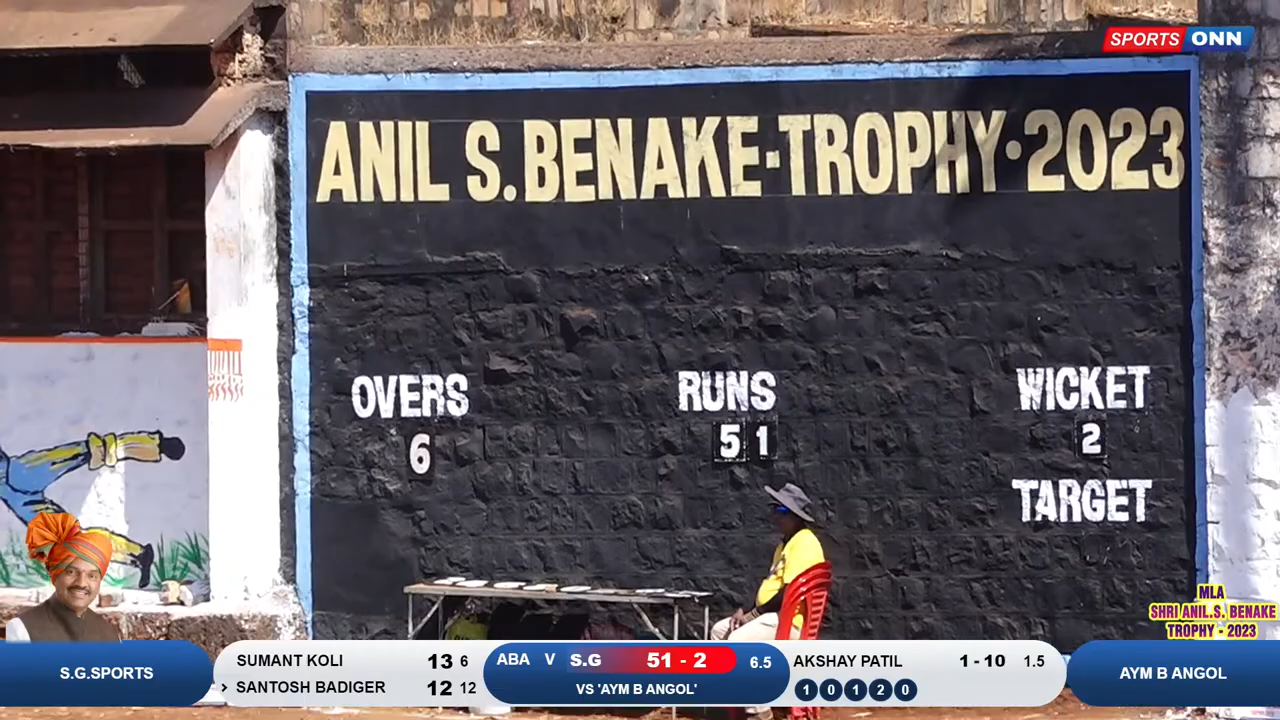 SPORTS ONN
ANIL S. BENAKE-TROPHY·2023
OVERS RUNS WICKET
6 51 2
TARGET
MLA
SHRI ANIL.S. BENAKE
TROPHY - 2023
S.G.SPORTS
SUMANT KOLI 13 6
› SANTOSH BADIGER 12 12
ABA V S.G 51 - 2 6.5
VS 'AYM B ANGOL'
AKSHAY PATIL 1 - 10 1.5
1 0 1 2 0
AYM B ANGOL